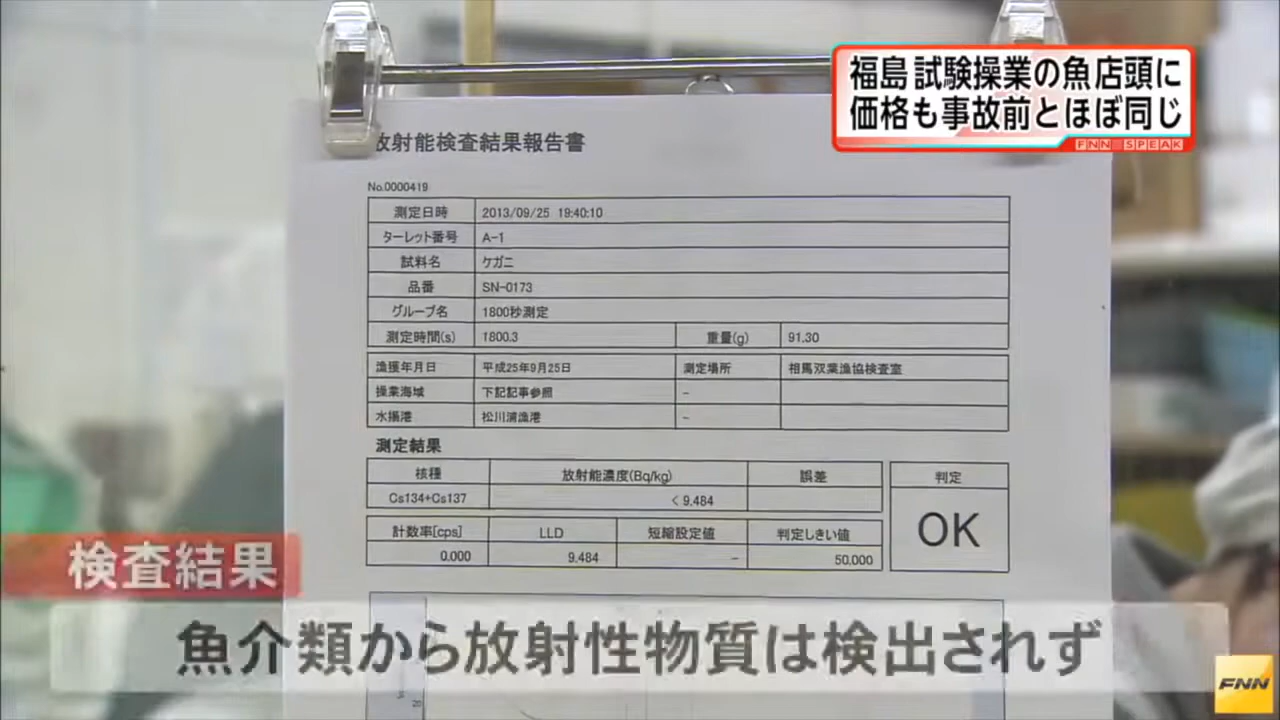 福島 試験操業の魚店頭に
価格も事故前とほぼ同じ
FNN SPEAK
放射能検査結果報告書
No.0000419
測定日時 2013/09/25 19:40:10
ターレット番号 A-1
試料名 ケガニ
品番 SN-0173
グループ名 1800秒測定
測定時間(s) 1800.3 重量(g) 91.30
漁獲年月日 平成25年9月25日 測定場所 相馬双葉漁協検査室
操業海域 下記記事参照 -
水揚港 松川浦漁港 -
測定結果
核種 放射能濃度(Bq/kg) 誤差 判定
Cs134+Cs137 < 9.484
OK
計数率[cps] LLD 短縮設定値 判定しきい値
0.000 9.484 - 50.000
検査結果
魚介類から放射性物質は検出されず
FNN